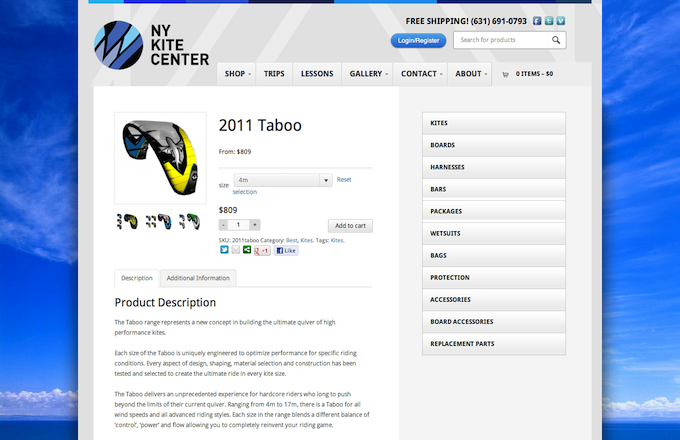 FREE SHIPPING! (631) 691-0793
NY
KITE
CENTER
Login/Register
Search for products
SHOP
TRIPS
LESSONS
GALLERY
CONTACT
ABOUT
0 ITEMS – $0
2011 Taboo
From: $809
size
4m
Reset
selection
$809
-
1
+
Add to cart
SKU: 2011taboo Category: Best, Kites. Tags: Kites.
+1
Like
Description
Additional Information
Product Description
The Taboo range represents a new concept in building the ultimate quiver of high
performance kites.
Each size of the Taboo is uniquely engineered to optimize performance for specific riding
conditions. Every aspect of design, shaping, material selection and construction has been
tested and selected to create the ultimate ride in every kite size.
The Taboo delivers an unprecedented experience for hardcore riders who long to push
beyond the limits of their current quiver. Ranging from 4m to 17m, there is a Taboo for all
wind speeds and all advanced riding styles. Each size in the range blends a different balance of
'control', 'power' and flow allowing you to completely reinvent your riding game.
KITES
BOARDS
HARNESSES
BARS
PACKAGES
WETSUITS
BAGS
PROTECTION
ACCESSORIES
BOARD ACCESSORIES
REPLACEMENT PARTS